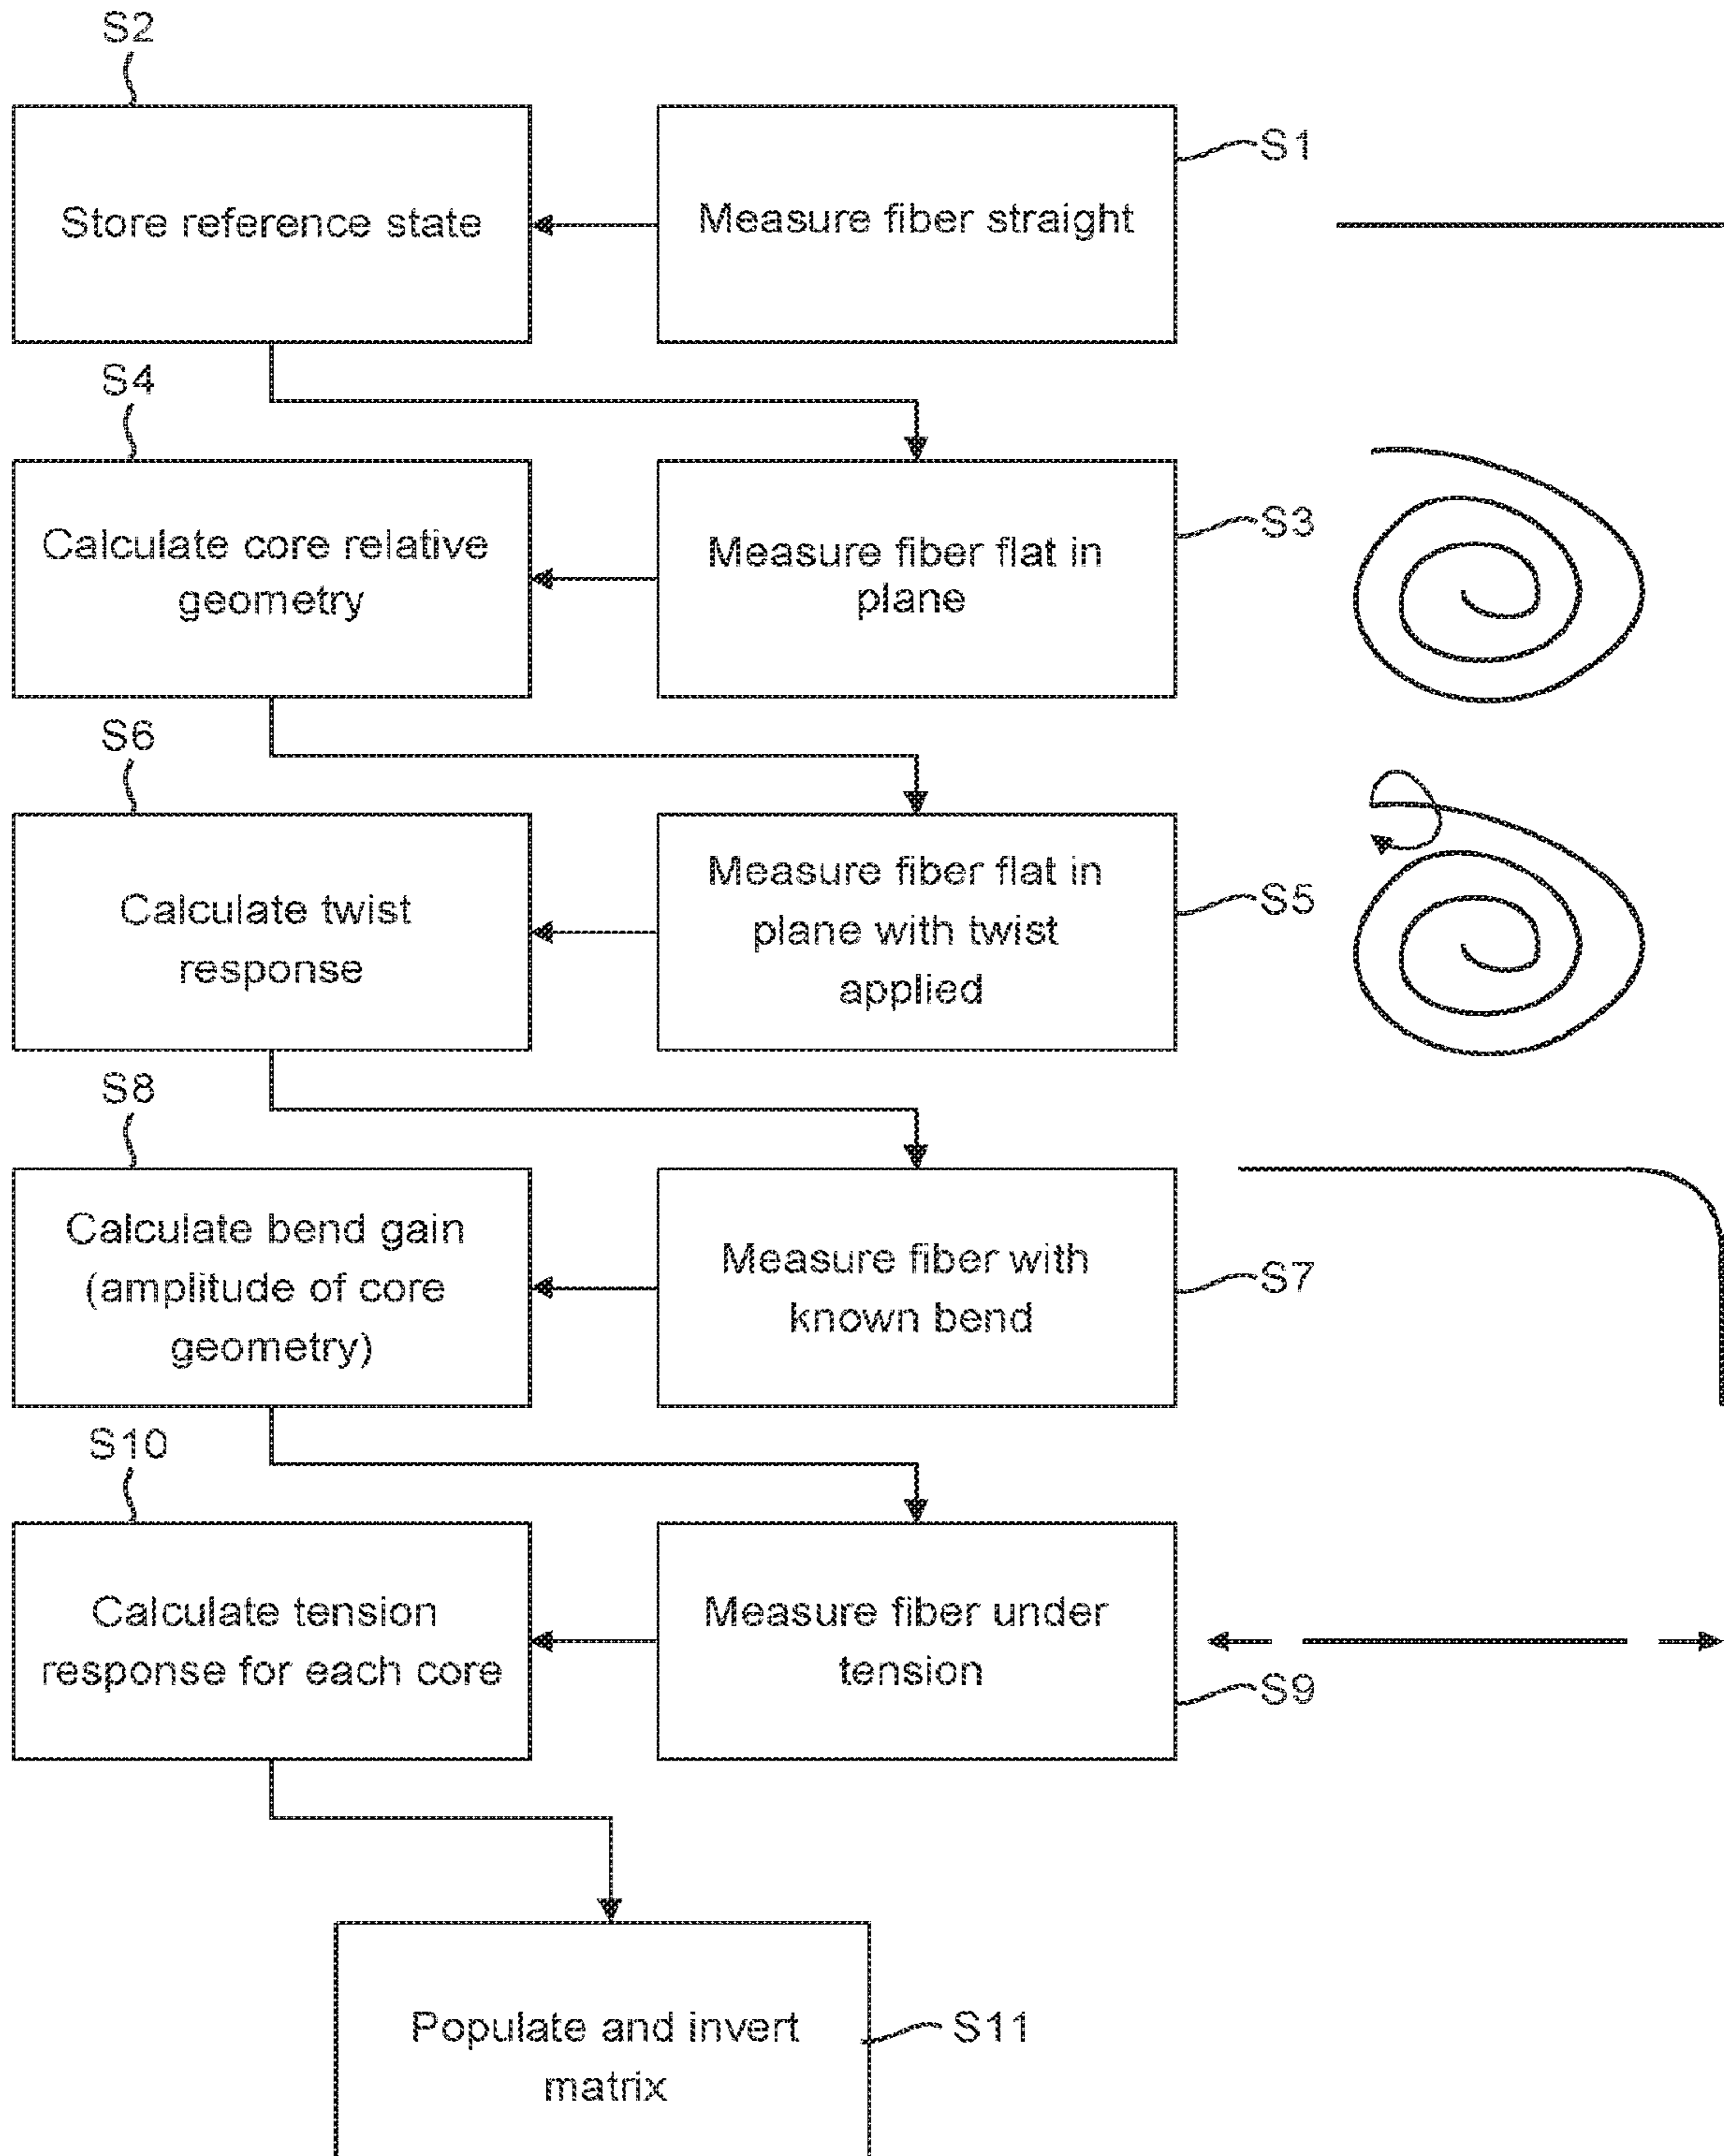 S2
Store reference state
Measure fiber straight
S1
S4
Calculate core relative
geometry
Measure fiber flat in
plane
S3
S6
Calculate twist
response
Measure fiber flat in
plane with twist
applied
S5
S8
Calculate bend gain
(amplitude of core
geometry)
Measure fiber with
known bend
S7
S10
Calculate tension
response for each core
Measure fiber under
tension
S9
Populate and invert
matrix
S11